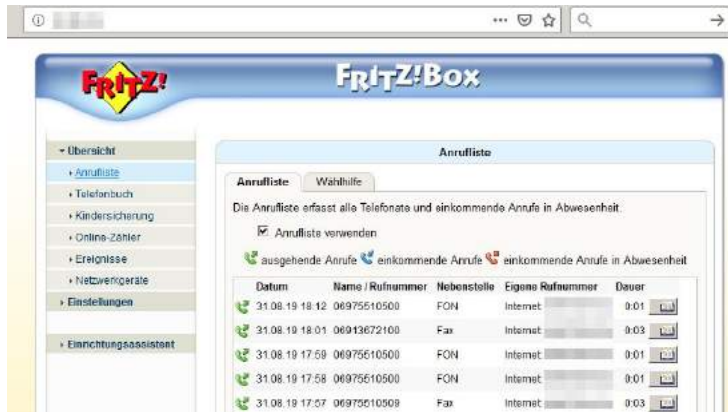 FRITZ!
FRITZ!Box
Übersicht
Anrufliste
Telefonbuch
Kindersicherung
Online-Zähler
Ereignisse
Netzwerkgeräte
Einstellungen
Einrichtungsassistent
Anrufliste
Anrufliste Wählhilfe
Die Anrufliste erfasst alle Telefonate und einkommende Anrufe in Abwesenheit.
Anrufliste verwenden
ausgehende Anrufe einkommende Anrufe einkommende Anrufe in Abwesenheit
Datum Name / Rufnummer Nebenstelle Eigene Rufnummer Dauer
31.08.19 18:12 06975510500 FON Internet: 0:01
31.08.19 18:01 06913672100 Fax Internet: 0:03
31.08.19 17:59 06975510500 FON Internet: 0:01
31.08.19 17:58 06975510500 FON Internet: 0:01
31.08.19 17:57 06975510509 Fax Internet: 0:03